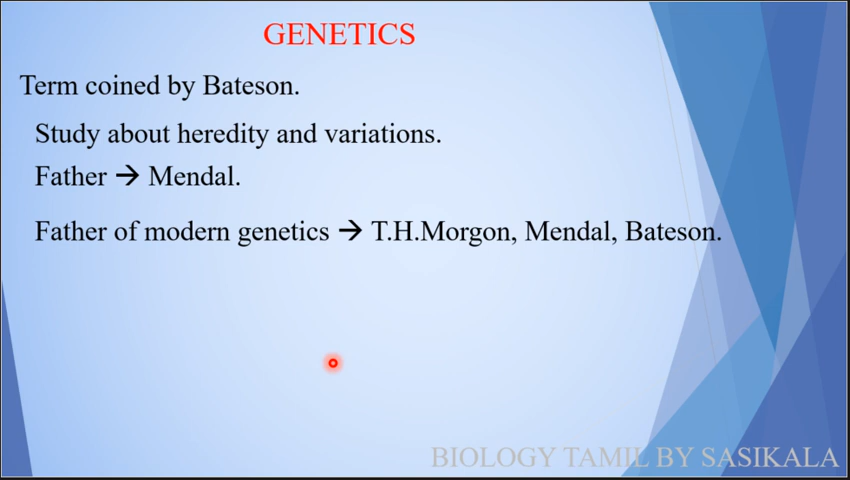 GENETICS
Term coined by Bateson.
Study about heredity and variations.
Father → Mendal.
Father of modern genetics → T.H.Morgon, Mendal, Bateson.
BIOLOGY TAMIL BY SASIKALA